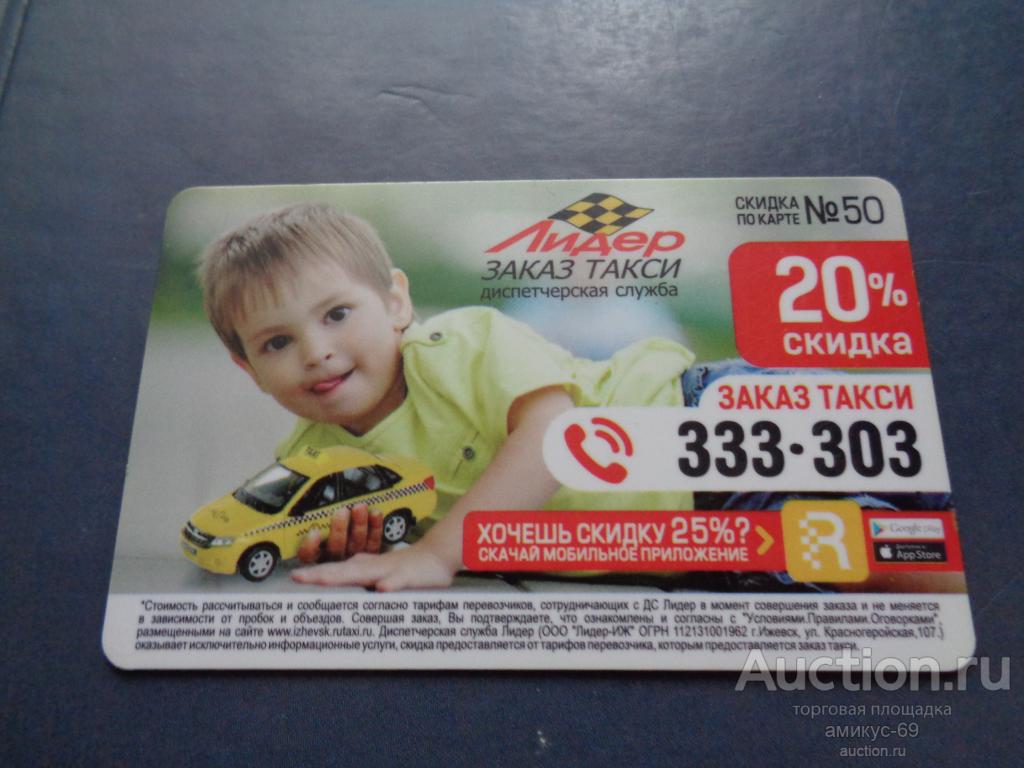 Лидер
ЗАКАЗ ТАКСИ
диспетчерская служба
СКИДКА
ПО КАРТЕ №50
20%
скидка
ЗАКАЗ ТАКСИ
333·303
TAXI
ХОЧЕШЬ СКИДКУ 25%?
СКАЧАЙ МОБИЛЬНОЕ ПРИЛОЖЕНИЕ
R
Google play
Доступно в
App Store
*Стоимость рассчитываться и сообщается согласно тарифам перевозчиков, сотрудничающих с ДС Лидер в момент совершения заказа и не меняется
в зависимости от пробок и объездов. Совершая заказ, Вы подтверждаете, что ознакомлены и согласны с "Условиями.Правилами.Оговорками",
размещенными на сайте www.izhevsk.rutaxi.ru. Диспетчерская служба Лидер (ООО "Лидер-ИЖ" ОГРН 112131001962 г.Ижевск, ул. Красногеройская,107.)
оказывает исключительно информационные услуги, скидка предоставляется от тарифов перевозчика, которым предоставляется заказ такси.
Auction.ru
торговая площадка
амикус-69
auction.ru